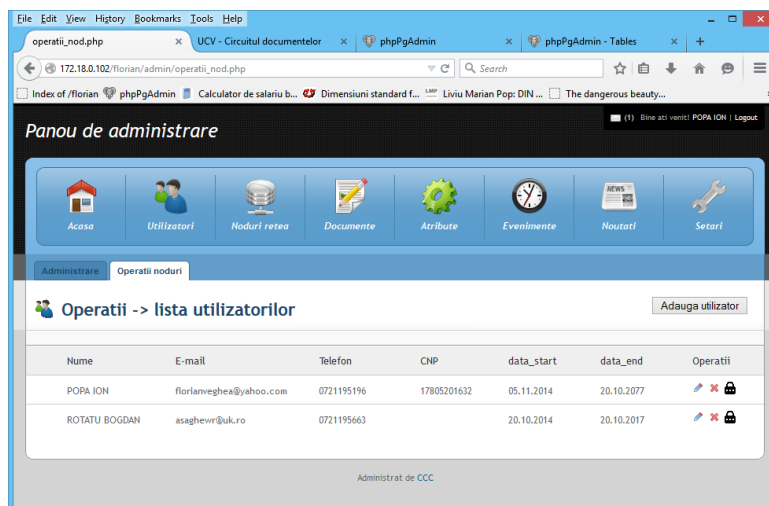 File Edit View History Bookmarks Tools Help
operatii_nod.php
UCV - Circuitul documentelor
phpPgAdmin
phpPgAdmin - Tables
172.18.0.102/florian/admin/operatii_nod.php
Search
Index of /florian
phpPgAdmin
Calculator de salariu b...
Dimensiuni standard f...
LMP Liviu Marian Pop: DIN ...
The dangerous beauty...
Panou de administrare
(1) Bine ati venit! POPA ION | Logout
NEWS
Acasa
Utilizatori
Noduri retea
Documente
Atribute
Evenimente
Noutati
Setari
Administrare
Operatii noduri
Operatii -> lista utilizatorilor
Adauga utilizator
Nume E-mail Telefon CNP data_start data_end Operatii
POPA ION florianveghea@yahoo.com 0721195196 17805201632 05.11.2014 20.10.2077
ROTATU BOGDAN asaghewr@uk.ro 0721195663 20.10.2014 20.10.2017
Administrat de CCC